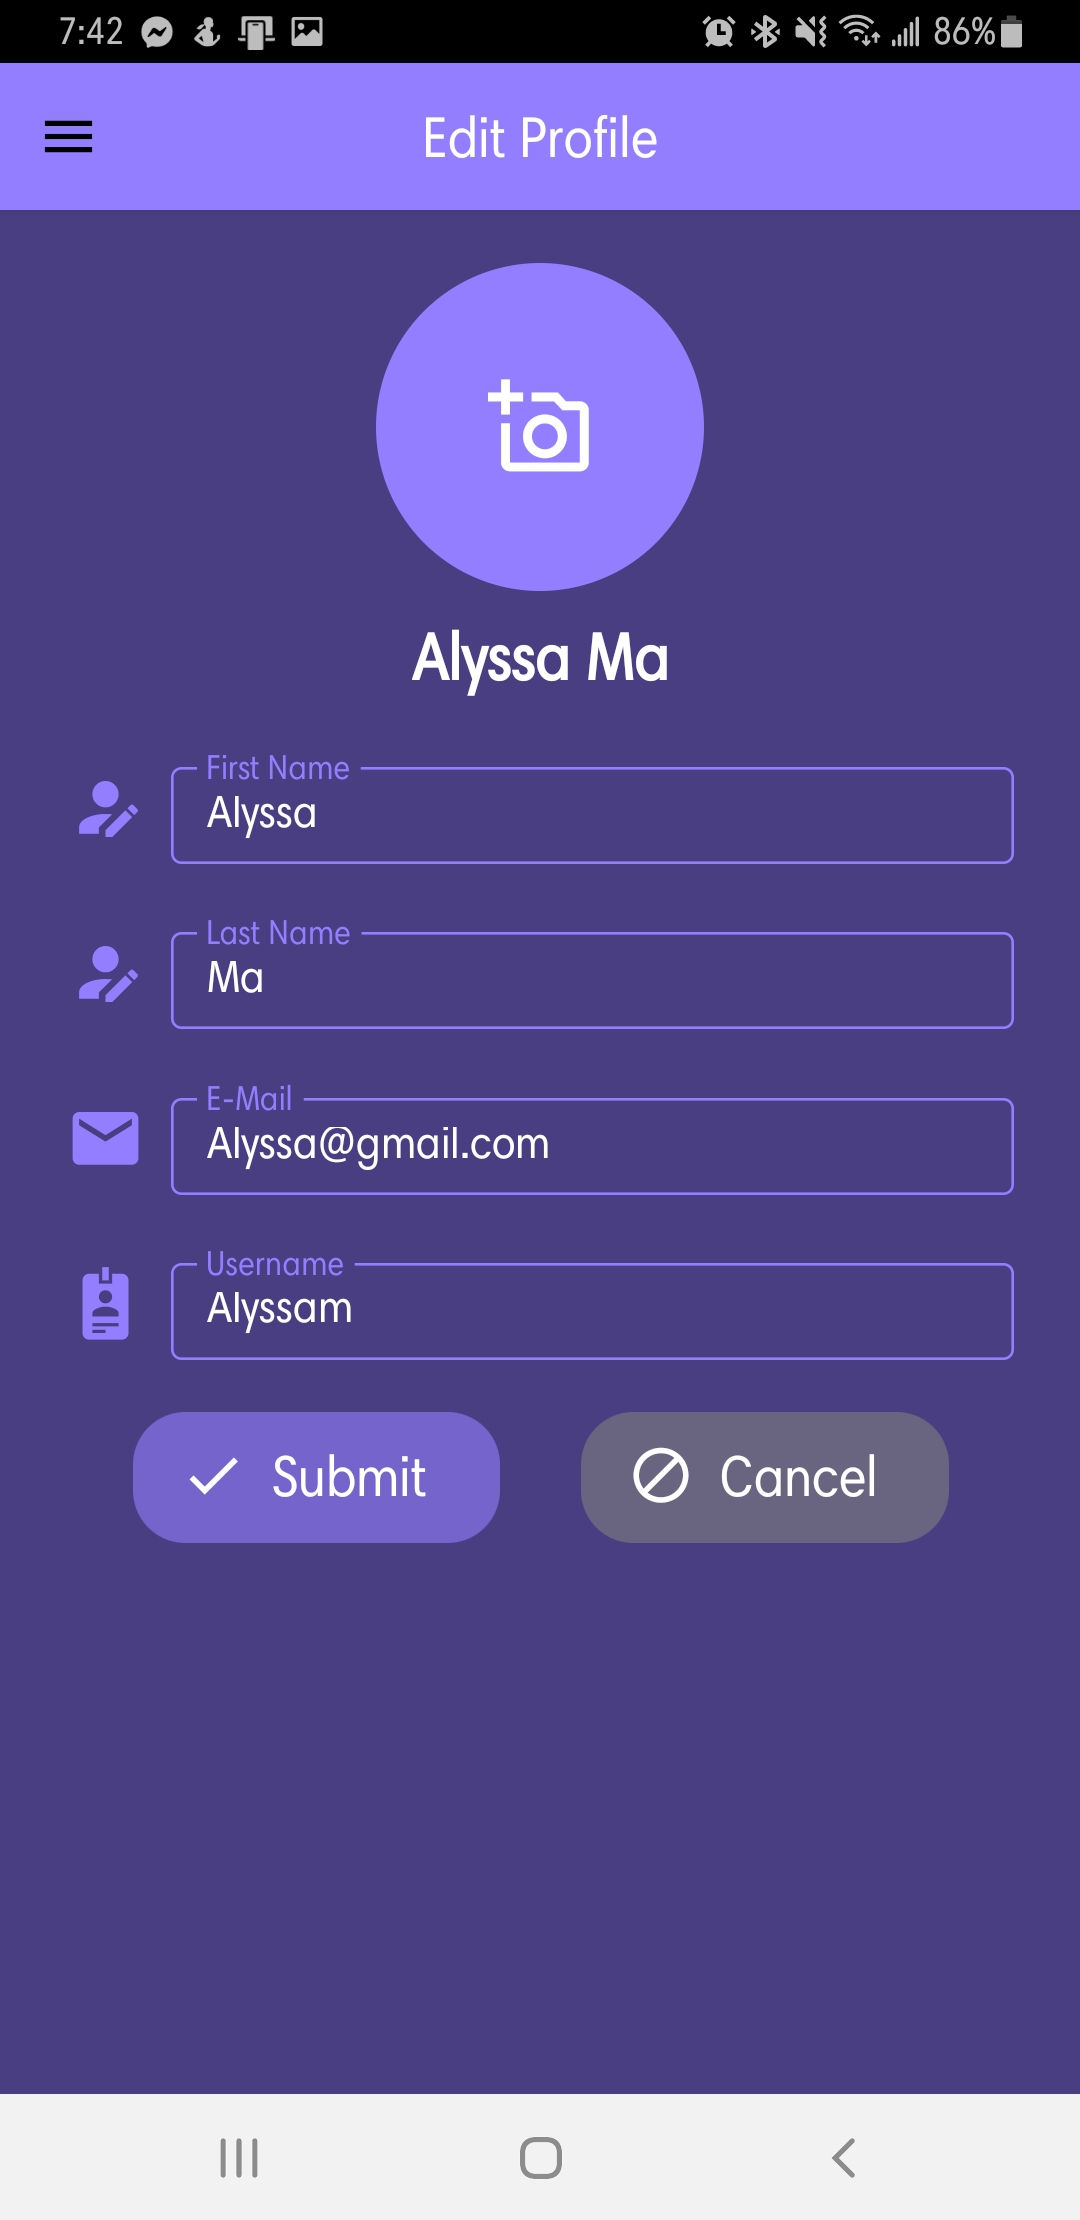 7:42 86%
Edit Profile
Alyssa Ma
First Name
Alyssa
Last Name
Ma
E-Mail
Alyssa@gmail.com
Username
Alyssam
Submit Cancel